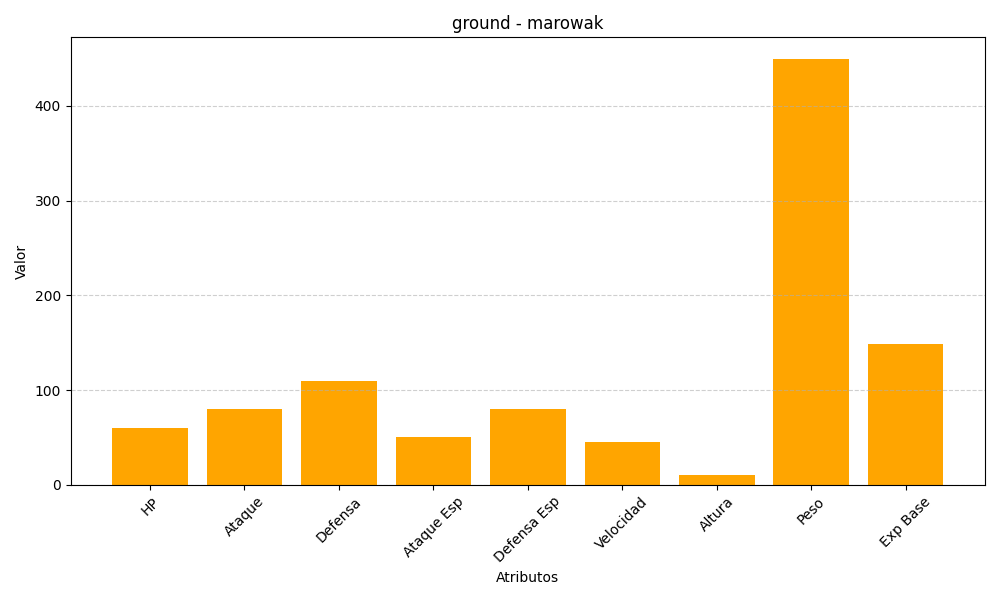 ground - marowak
Valor
400
300
200
100
0
HP
Ataque
Defensa
Ataque Esp
Defensa Esp
Velocidad
Altura
Peso
Exp Base
Atributos